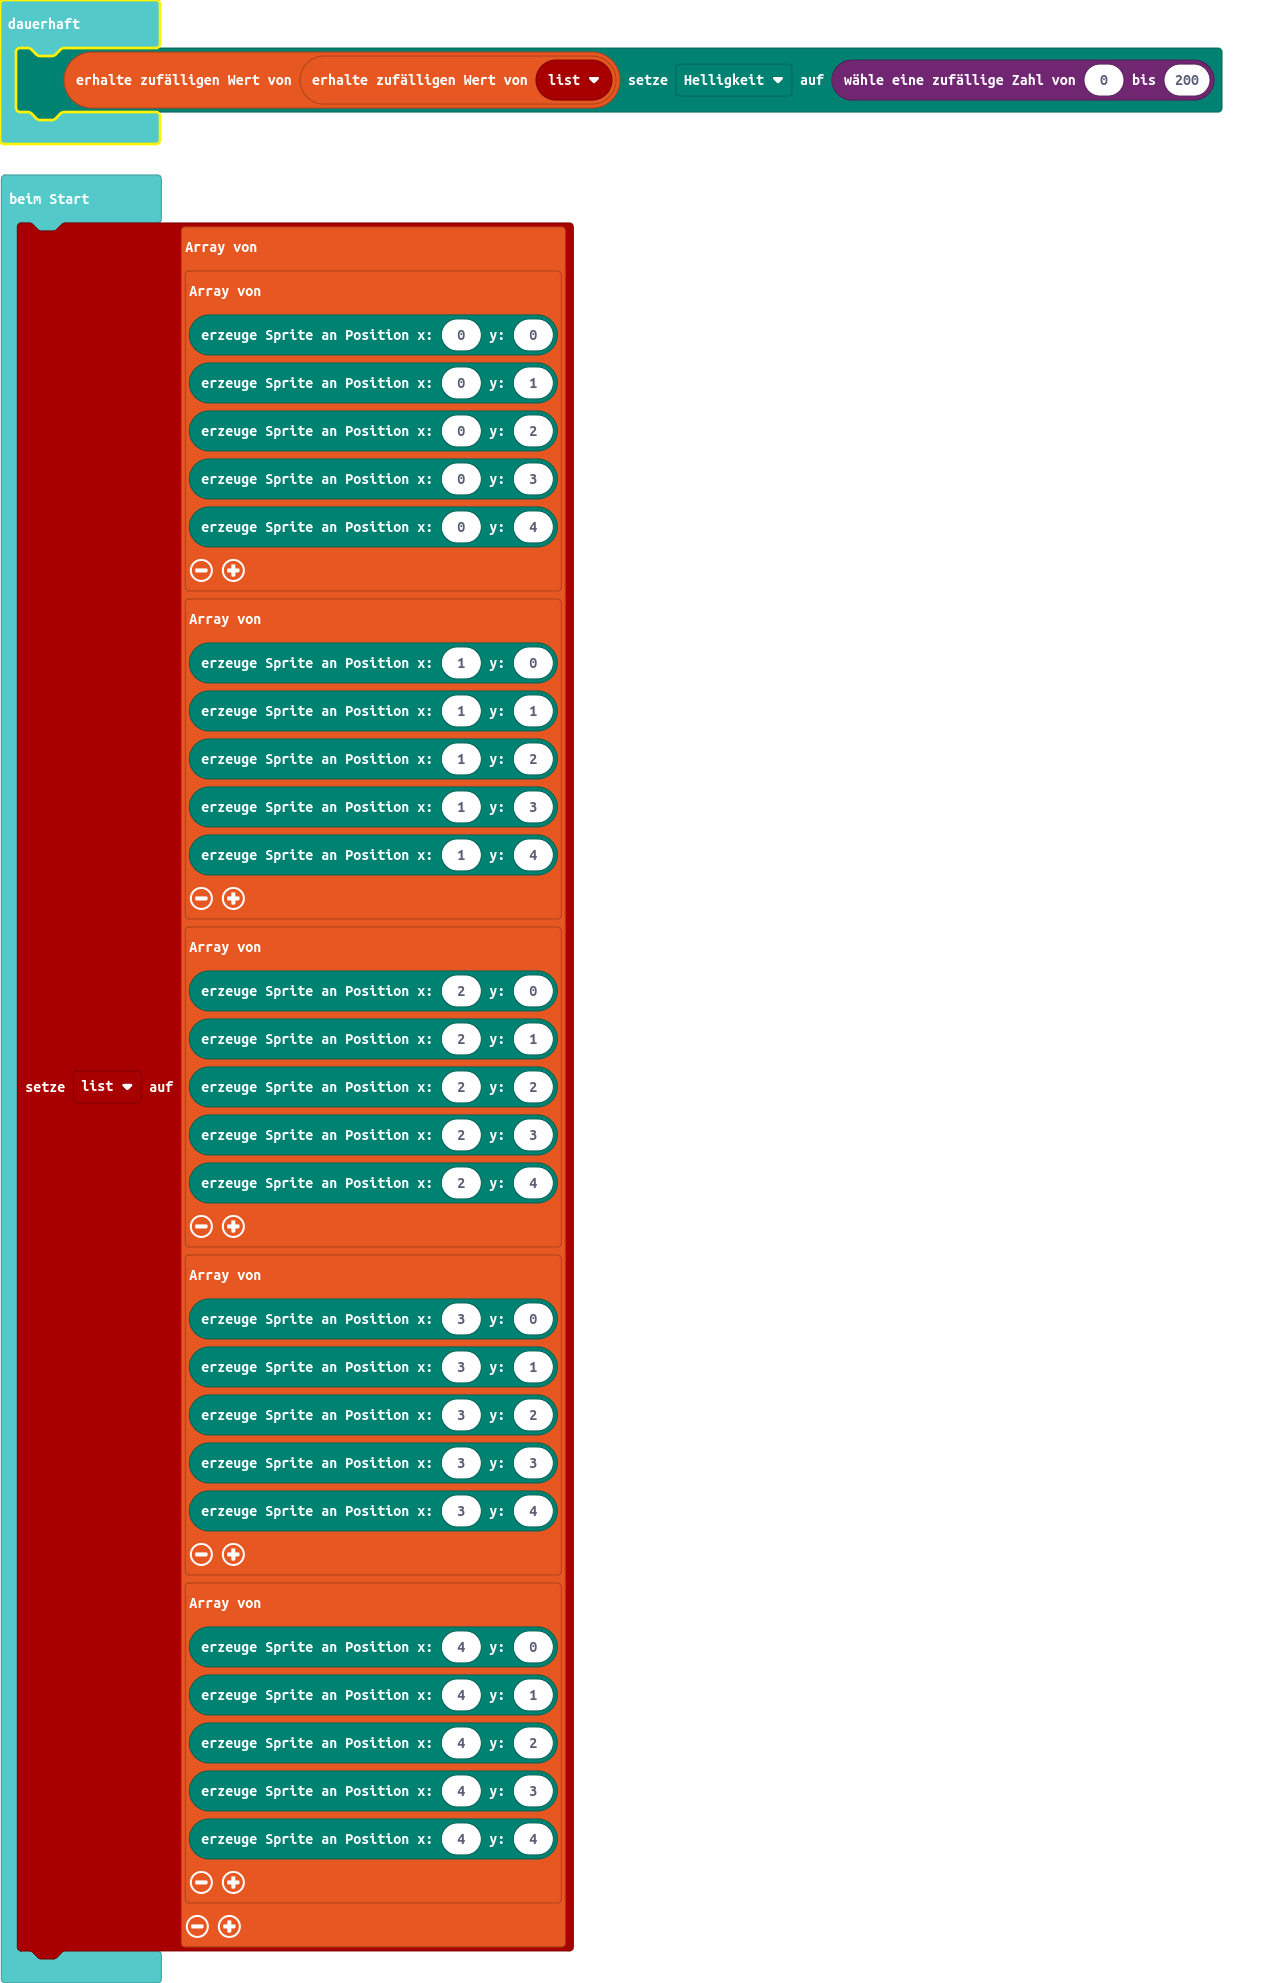 dauerhaft
erhalte zufälligen Wert von erhalte zufälligen Wert von list setze Helligkeit auf wähle eine zufällige Zahl von 0 bis 200
beim Start
Array von
Array von
erzeuge Sprite an Position x: 0 y: 0
erzeuge Sprite an Position x: 0 y: 1
erzeuge Sprite an Position x: 0 y: 2
erzeuge Sprite an Position x: 0 y: 3
erzeuge Sprite an Position x: 0 y: 4
Array von
erzeuge Sprite an Position x: 1 y: 0
erzeuge Sprite an Position x: 1 y: 1
erzeuge Sprite an Position x: 1 y: 2
erzeuge Sprite an Position x: 1 y: 3
erzeuge Sprite an Position x: 1 y: 4
Array von
erzeuge Sprite an Position x: 2 y: 0
erzeuge Sprite an Position x: 2 y: 1
setze list auf erzeuge Sprite an Position x: 2 y: 2
erzeuge Sprite an Position x: 2 y: 3
erzeuge Sprite an Position x: 2 y: 4
Array von
erzeuge Sprite an Position x: 3 y: 0
erzeuge Sprite an Position x: 3 y: 1
erzeuge Sprite an Position x: 3 y: 2
erzeuge Sprite an Position x: 3 y: 3
erzeuge Sprite an Position x: 3 y: 4
Array von
erzeuge Sprite an Position x: 4 y: 0
erzeuge Sprite an Position x: 4 y: 1
erzeuge Sprite an Position x: 4 y: 2
erzeuge Sprite an Position x: 4 y: 3
erzeuge Sprite an Position x: 4 y: 4